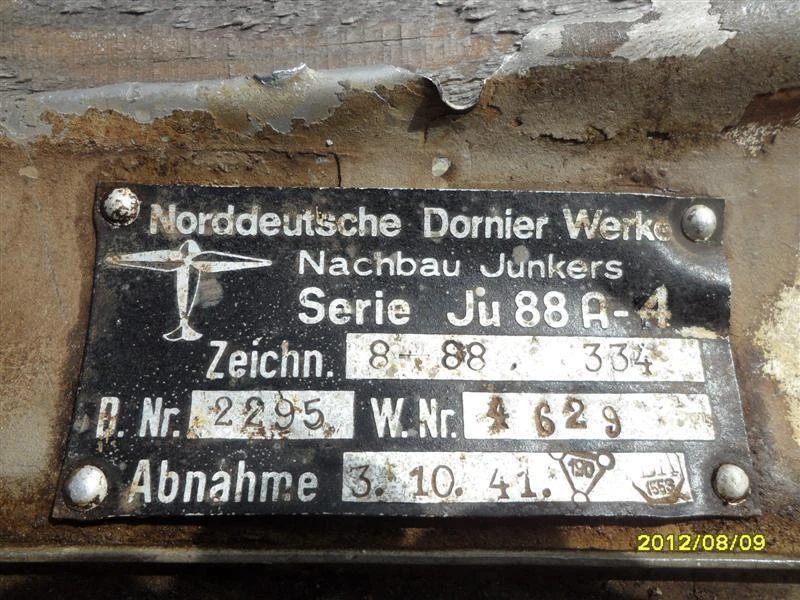 Norddeutsche Dornier Werke
Nachbau Junkers
Serie Ju 88 A-4
Zeichn. 8-88. 334
D. Nr. 2295 W.Nr. 4629
Abnahme 3.10.41. 190
2012/08/09